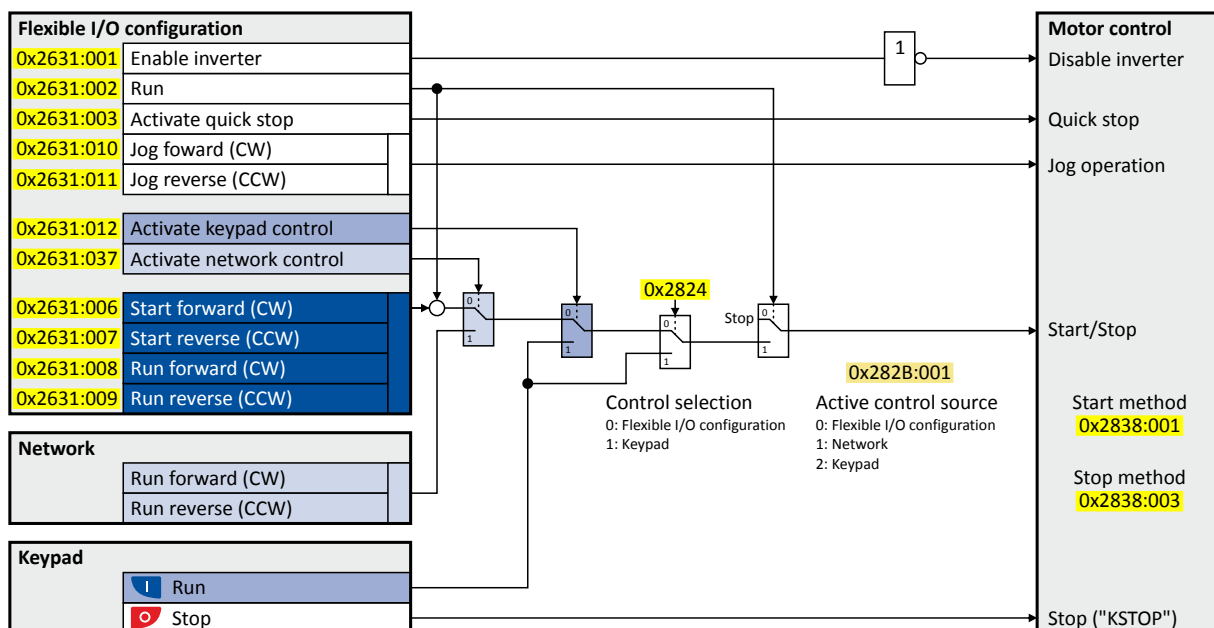 Flexible I/O configuration
0x2631:001 Enable inverter
0x2631:002 Run
0x2631:003 Activate quick stop
0x2631:010 Jog foward (CW)
0x2631:011 Jog reverse (CCW)
0x2631:012 Activate keypad control
0x2631:037 Activate network control
0x2631:006 Start forward (CW)
0x2631:007 Start reverse (CCW)
0x2631:008 Run forward (CW)
0x2631:009 Run reverse (CCW)
Network
Run forward (CW)
Run reverse (CCW)
Keypad
I Run
O Stop
1
0
1
0
1
0x2824
0
1
Stop
0
1
Control selection
0: Flexible I/O configuration
1: Keypad
0x282B:001
Active control source
0: Flexible I/O configuration
1: Network
2: Keypad
Motor control
Disable inverter
Quick stop
Jog operation
Start/Stop
Start method
0x2838:001
Stop method
0x2838:003
Stop ("KSTOP")